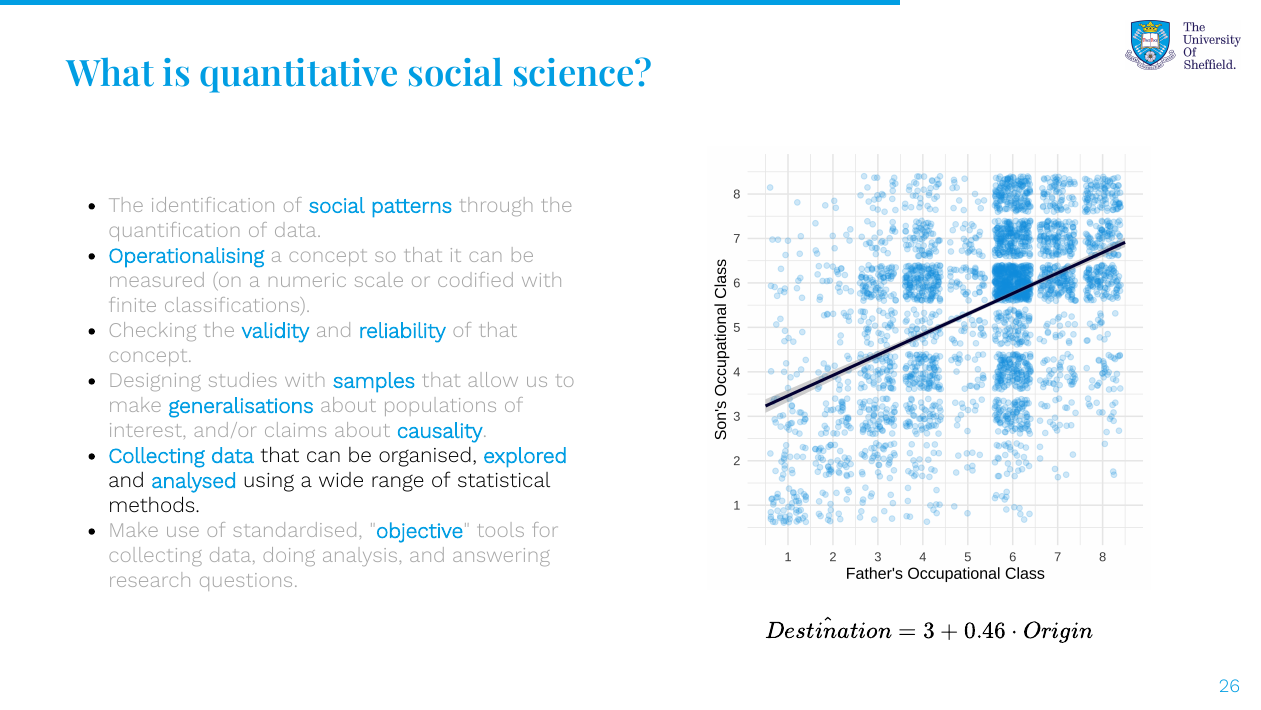 The
University
Of
Sheffield.
What is quantitative social science?
• The identification of social patterns through the
quantification of data.
• Operationalising a concept so that it can be
measured (on a numeric scale or codified with
finite classifications).
• Checking the validity and reliability of that
concept.
• Designing studies with samples that allow us to
make generalisations about populations of
interest, and/or claims about causality.
• Collecting data that can be organised, explored
and analysed using a wide range of statistical
methods.
• Make use of standardised, "objective" tools for
collecting data, doing analysis, and answering
research questions.
Son's Occupational Class
8
7
6
5
4
3
2
1
1 2 3 4 5 6 7 8
Father's Occupational Class
Destinâtion = 3 + 0.46 · Origin
26